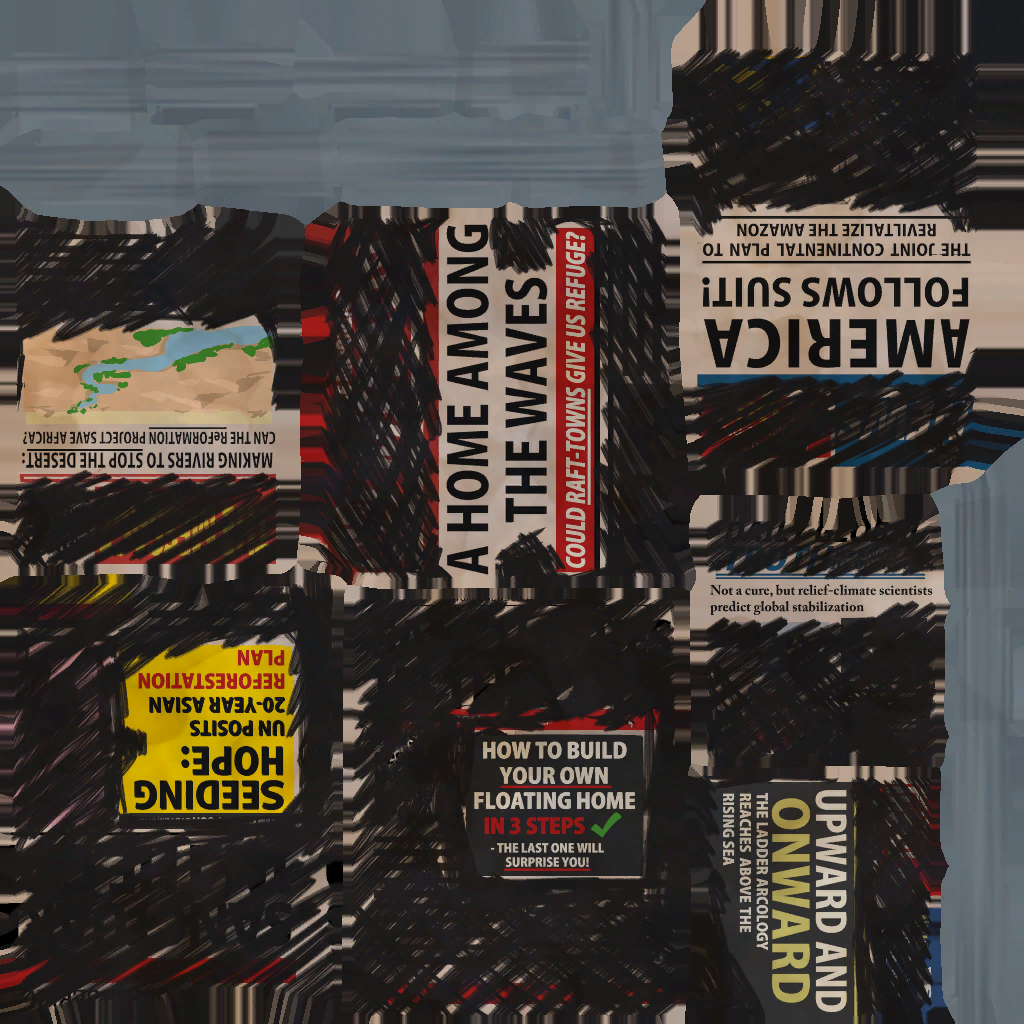 AMERICA
FOLLOWS SUIT!
THE JOINT CONTINENTAL PLAN TO
REVILTALIZE THE AMAZON
A HOME AMONG
THE WAVES
COULD RAFT-TOWNS GIVE US REFUGE?
MAKING RIVERS TO STOP THE DESERT:
CAN THE ReFORMATION PROJECT SAVE AFRICA?
Not a cure, but relief-climate scientists
predict global stabilization
SEEDING
HOPE:
UN POSITS
20-YEAR ASIAN
REFORESTATION
PLAN
HOW TO BUILD
YOUR OWN
FLOATING HOME
IN 3 STEPS
- THE LAST ONE WILL
SURPRISE YOU!
UPWARD AND
ONWARD
THE LADDER ARCOLOGY
REACHES ABOVE THE
RISING SEA